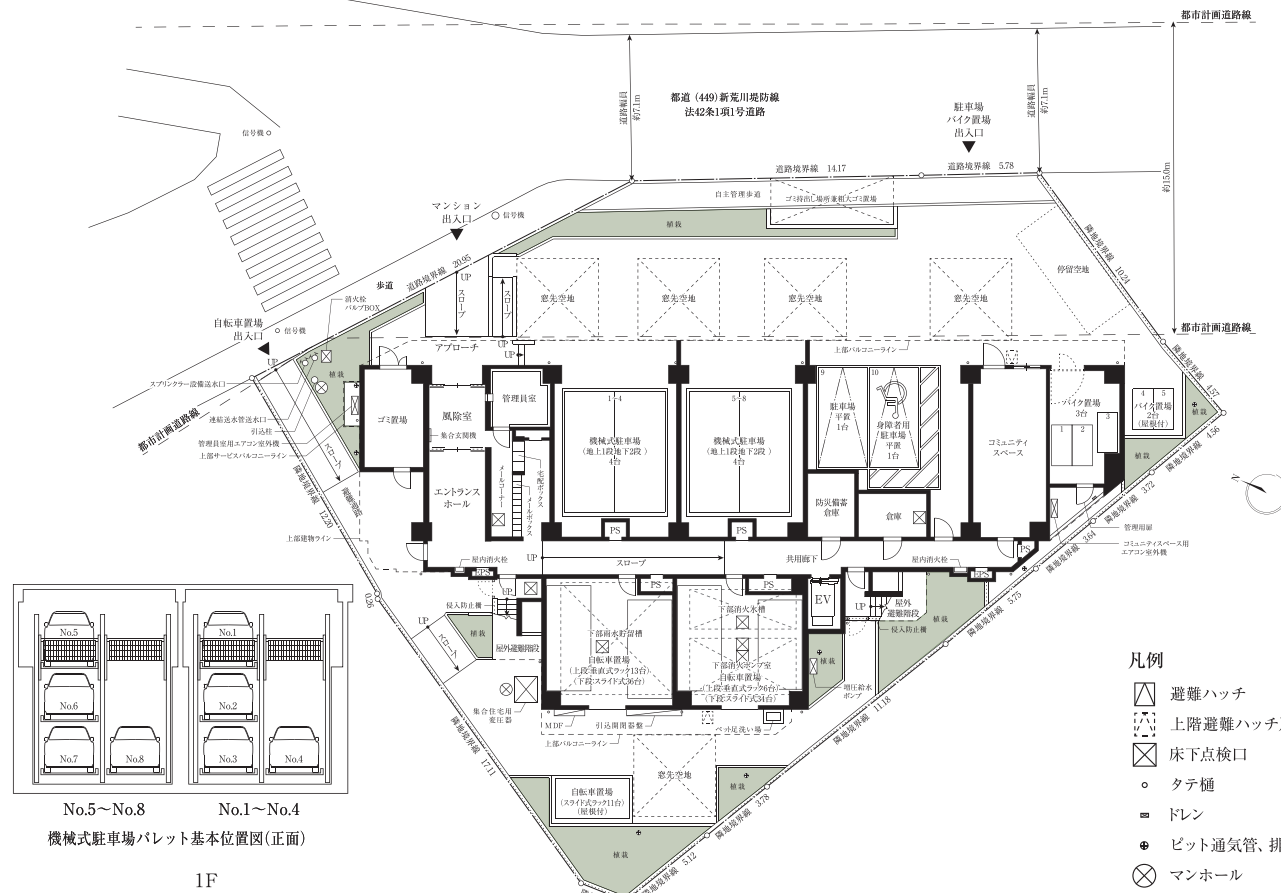 都市計画道路線
都道（449）新荒川堤防線
法42条1項1号道路
道路幅員
約7.1m
道路幅員
約7.1m
駐車場
バイク置場
出入口
約15.0m
信号機
道路境界線 14.17
道路境界線 5.78
自主管理歩道
ゴミ持出し場所兼粗大ゴミ置場
植栽
マンション
出入口
信号機
歩道
道路境界線 20.95
UP
スロープ
スロープ
窓先空地
窓先空地
窓先空地
窓先空地
停留空地
隣地境界線 10.24
都市計画道路線
消火栓
バルブBOX
自転車置場
出入口
信号機
UP
アプローチ
UP
上部バルコニーライン
スプリンクラー設備送水口
植栽
連結送水管送水口
引込柱
管理員室用エアコン室外機
上部サービスバルコニーライン
都市計画道路線
スロープ
隣地境界線 12.20
上部建物ライン
ゴミ置場
風除室
集合玄関機
管理員室
エントランス
ホール
メールコーナー
宅配ボックス
メールボックス
1~4
機械式駐車場
(地上1段地下2段)
4台
5~8
機械式駐車場
(地上1段地下2段)
4台
9
駐車場
平置
1台
10
身障者用
駐車場
平置
1台
コミュニティ
スペース
バイク置場
3台
1
2
3
4
5
バイク置場
2台
(屋根付)
植栽
植栽
隣地境界線 4.57
隣地境界線 4.56
隣地境界線 3.72
隣地境界線 3.64
隣地境界線 5.75
N
防災備蓄
倉庫
倉庫
PS
PS
PS
管理用扉
コミュニティスペース用
エアコン室外機
屋内消火栓
UP
スロープ
共用廊下
屋内消火栓
EPS
EPS
PS
PS
EV
UP
屋外
避難階段
侵入防止柵
植栽
0.26
侵入防止柵
UP
UP
スロープ
植栽
屋外避難階段
下部雨水貯留槽
自転車置場
(上段:垂直式ラック13台)
(下段:スライド式36台)
下部消火水槽
下部消火ポンプ室
自転車置場
(上段:垂直式ラック6台)
(下段:スライド式34台)
植栽
増圧給水
ポンプ
集合住宅用
変圧器
MDF
引込開閉器盤
ペット足洗い場
上部バルコニーライン
隣地境界線 11.18
隣地境界線 17.11
窓先空地
植栽
自転車置場
(スライド式ラック11台)
(屋根付)
隣地境界線 3.78
植栽
隣地境界線 5.12
No.5
No.6
No.7
No.8
No.1
No.2
No.3
No.4
No.5~No.8
No.1~No.4
機械式駐車場パレット基本位置図(正面)
1F
凡例
避難ハッチ
上階避難ハッチ
床下点検口
タテ樋
ドレン
ピット通気管、排
マンホール